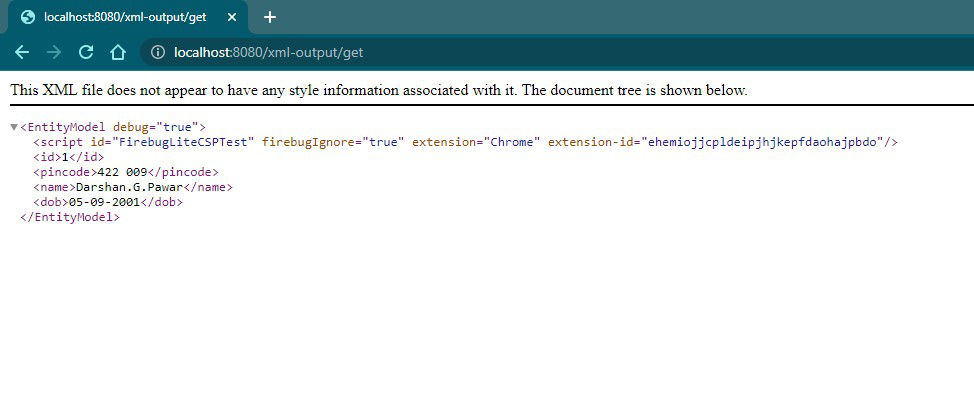 localhost:8080/xml-output/get
localhost:8080/xml-output/get
This XML file does not appear to have any style information associated with it. The document tree is shown below.
<EntityModel debug="true">
<script id="FirebugLiteCSPTest" firebugIgnore="true" extension="Chrome" extension-id="ehemiojjcpldeipjhjkepfdaohajpbdo"/>
<id>1</id>
<pincode>422 009</pincode>
<name>Darshan.G.Pawar</name>
<dob>05-09-2001</dob>
</EntityModel>